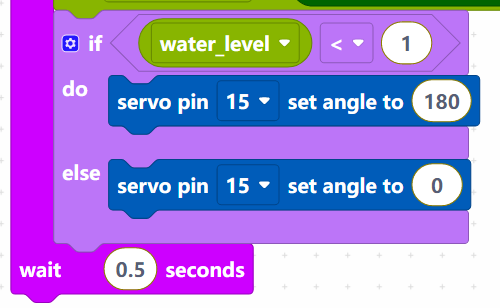 if water_level < 1
do
servo pin 15 set angle to 180
else
servo pin 15 set angle to 0
wait 0.5 seconds